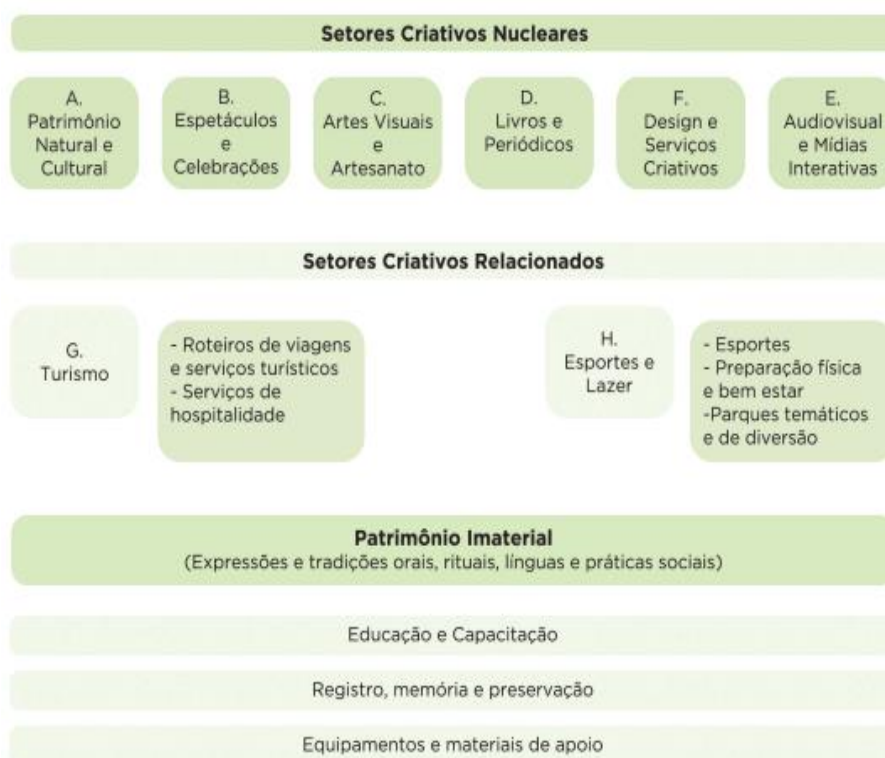 Setores Criativos Nucleares
A.
Patrimônio
Natural e
Cultural
B.
Espetáculos
e
Celebrações
C.
Artes Visuais
e
Artesanato
D.
Livros e
Periódicos
F.
Design e
Serviços
Criativos
E.
Audiovisual
e Mídias
Interativas
Setores Criativos Relacionados
G.
Turismo
- Roteiros de viagens
e serviços turísticos
- Serviços de
hospitalidade
H.
Esportes e
Lazer
- Esportes
- Preparação física
e bem estar
-Parques temáticos
e de diversão
Patrimônio Imaterial
(Expressões e tradições orais, rituais, línguas e práticas sociais)
Educação e Capacitação
Registro, memória e preservação
Equipamentos e materiais de apoio